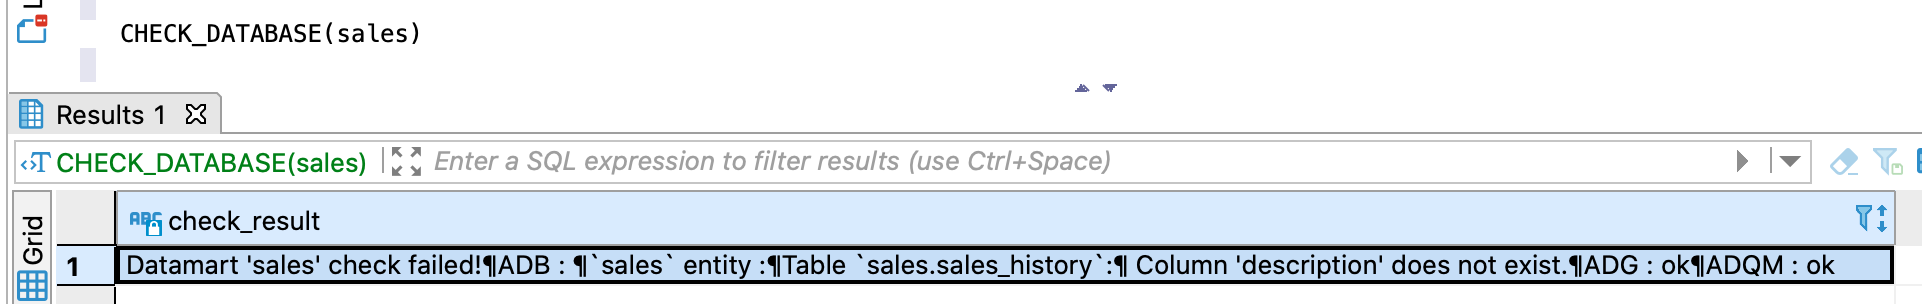 CHECK_DATABASE(sales)
Results 1
CHECK_DATABASE(sales) Enter a SQL expression to filter results (use Ctrl+Space)
Grid
ABC check_result
1 Datamart 'sales' check failed!¶ADB : ¶`sales` entity :¶Table `sales.sales_history`:¶ Column 'description' does not exist.¶ADG : ok¶ADQM : ok